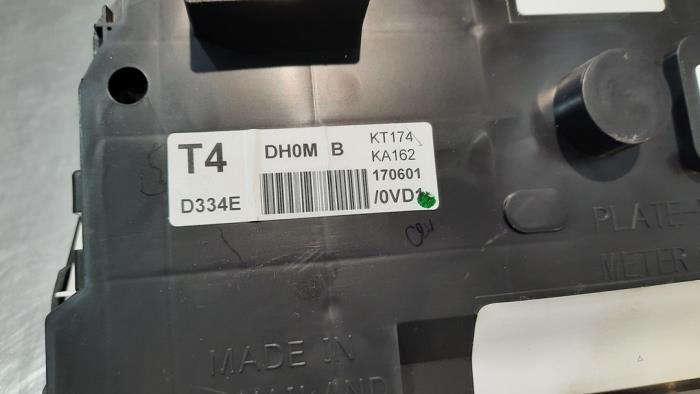 T4
D334E
DH0M B
KT174
KA162
170601
/0VD1
PLATE-
METER
MADE IN